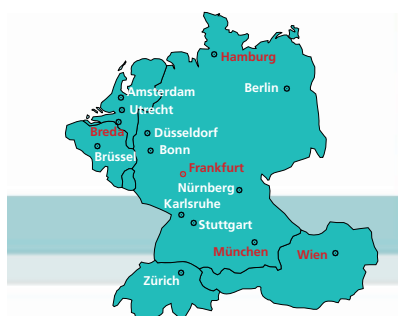 Hamburg
Berlin
Amsterdam
Utrecht
Breda
Düsseldorf
Brüssel
Bonn
Frankfurt
Nürnberg
Karlsruhe
Stuttgart
München
Wien
Zürich